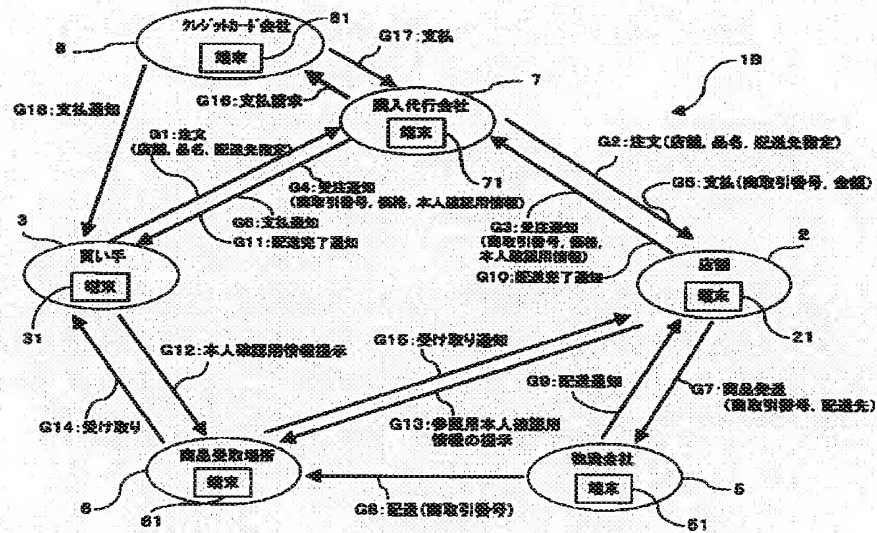 クレジットカード会社
81
8
端末
G17:支払
7
1B
G16:支払請求
購入代行会社
G18:支払通知
端末
G1:注文
(店舗,品名,配送先指定)
G2:注文(店舗,品名,配送先指定)
71
G4:受注通知
(商取引番号,価格,本人確認用情報)
G5:支払(商取引番号,金額)
G6:支払通知
G3:受注通知
(商取引番号,価格,
本人確認用情報)
G11:配送完了通知
3
2
買い手
G10:配送完了通知
店舗
端末
端末
31
21
G12:本人確認用情報提示
G15:受け取り通知
G9:配送通知
G7:商品発送
(商取引番号,配送先)
G14:受け取り
G13:参照用本人確認用
情報の提示
商品受取場所
物流会社
端末
端末
6
5
61
G8:配送(商取引番号)
51